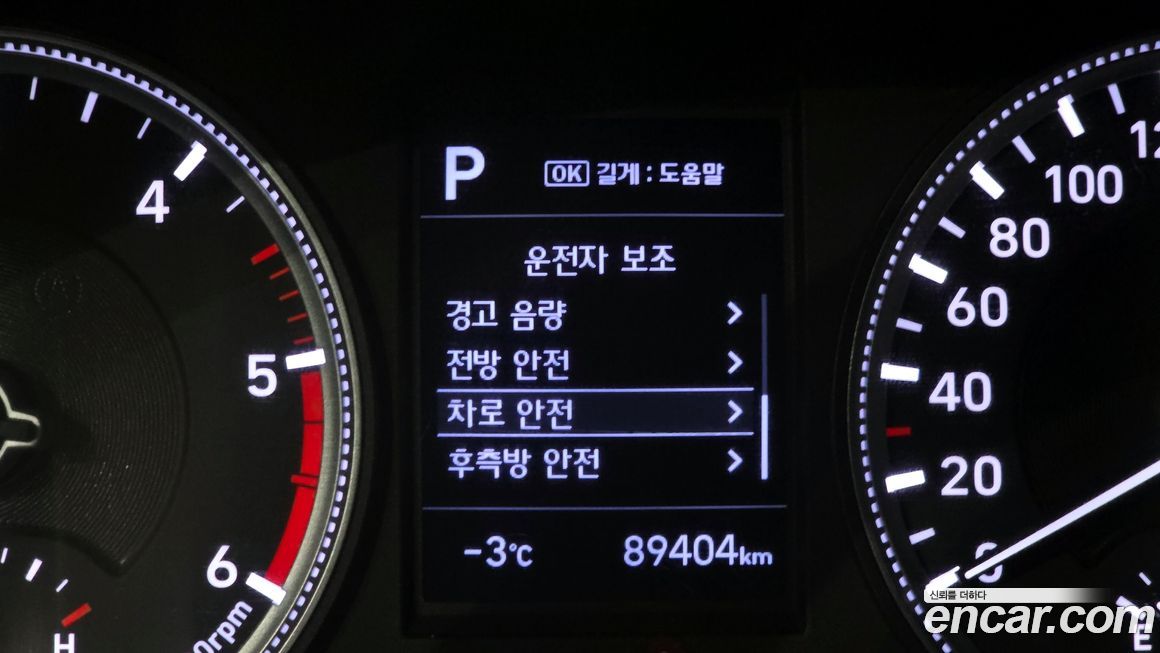 P
OK 길게 : 도움말
운전자 보조
경고 음량
전방 안전
차로 안전
후측방 안전
-3℃
89404km
4
5
6
0rpm
H
100
80
60
40
20
0
E
신뢰를 더하다
encar.com